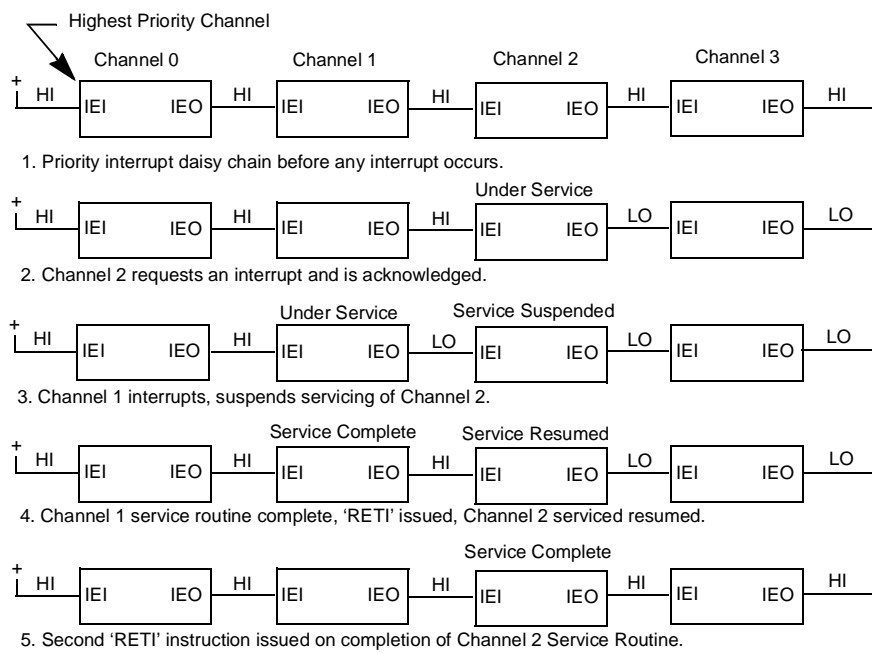 Highest Priority Channel
Channel 0 Channel 1 Channel 2 Channel 3
+ HI IEI IEO HI IEI IEO HI IEI IEO HI IEI IEO HI
1. Priority interrupt daisy chain before any interrupt occurs.
Under Service
+ HI IEI IEO HI IEI IEO HI IEI IEO LO IEI IEO LO
2. Channel 2 requests an interrupt and is acknowledged.
Under Service Service Suspended
+ HI IEI IEO HI IEI IEO LO IEI IEO LO IEI IEO LO
3. Channel 1 interrupts, suspends servicing of Channel 2.
Service Complete Service Resumed
+ HI IEI IEO HI IEI IEO HI IEI IEO LO IEI IEO LO
4. Channel 1 service routine complete, ‘RETI’ issued, Channel 2 serviced resumed.
Service Complete
+ HI IEI IEO HI IEI IEO HI IEI IEO HI IEI IEO HI
5. Second ‘RETI’ instruction issued on completion of Channel 2 Service Routine.